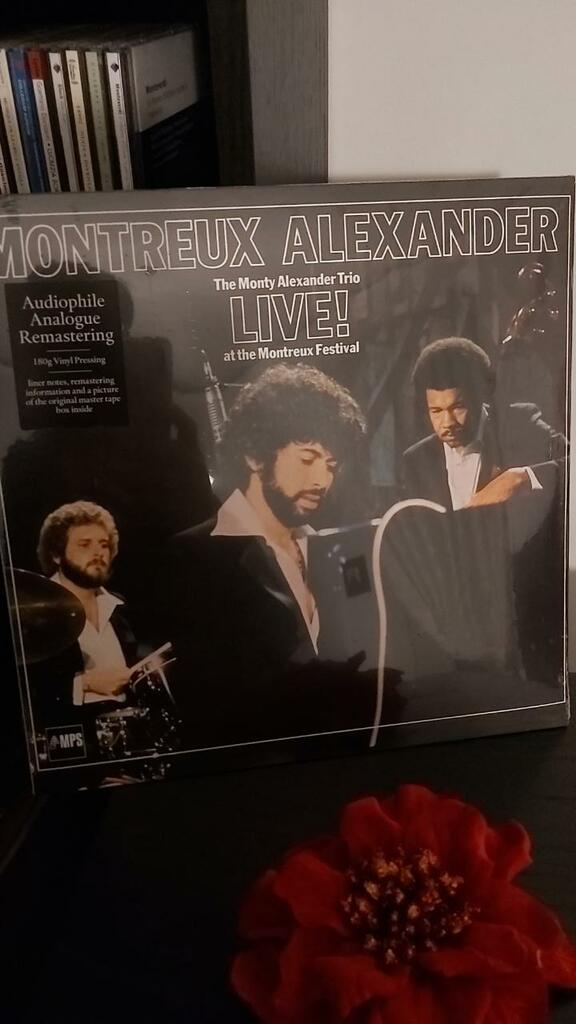 MONTREUX ALEXANDER
The Monty Alexander Trio
LIVE!
at the Montreux Festival
Audiophile
Analogue
Remastering
180g Vinyl Pressing
liner notes, remastering
information and a picture
of the original master tape
box inside
MPS